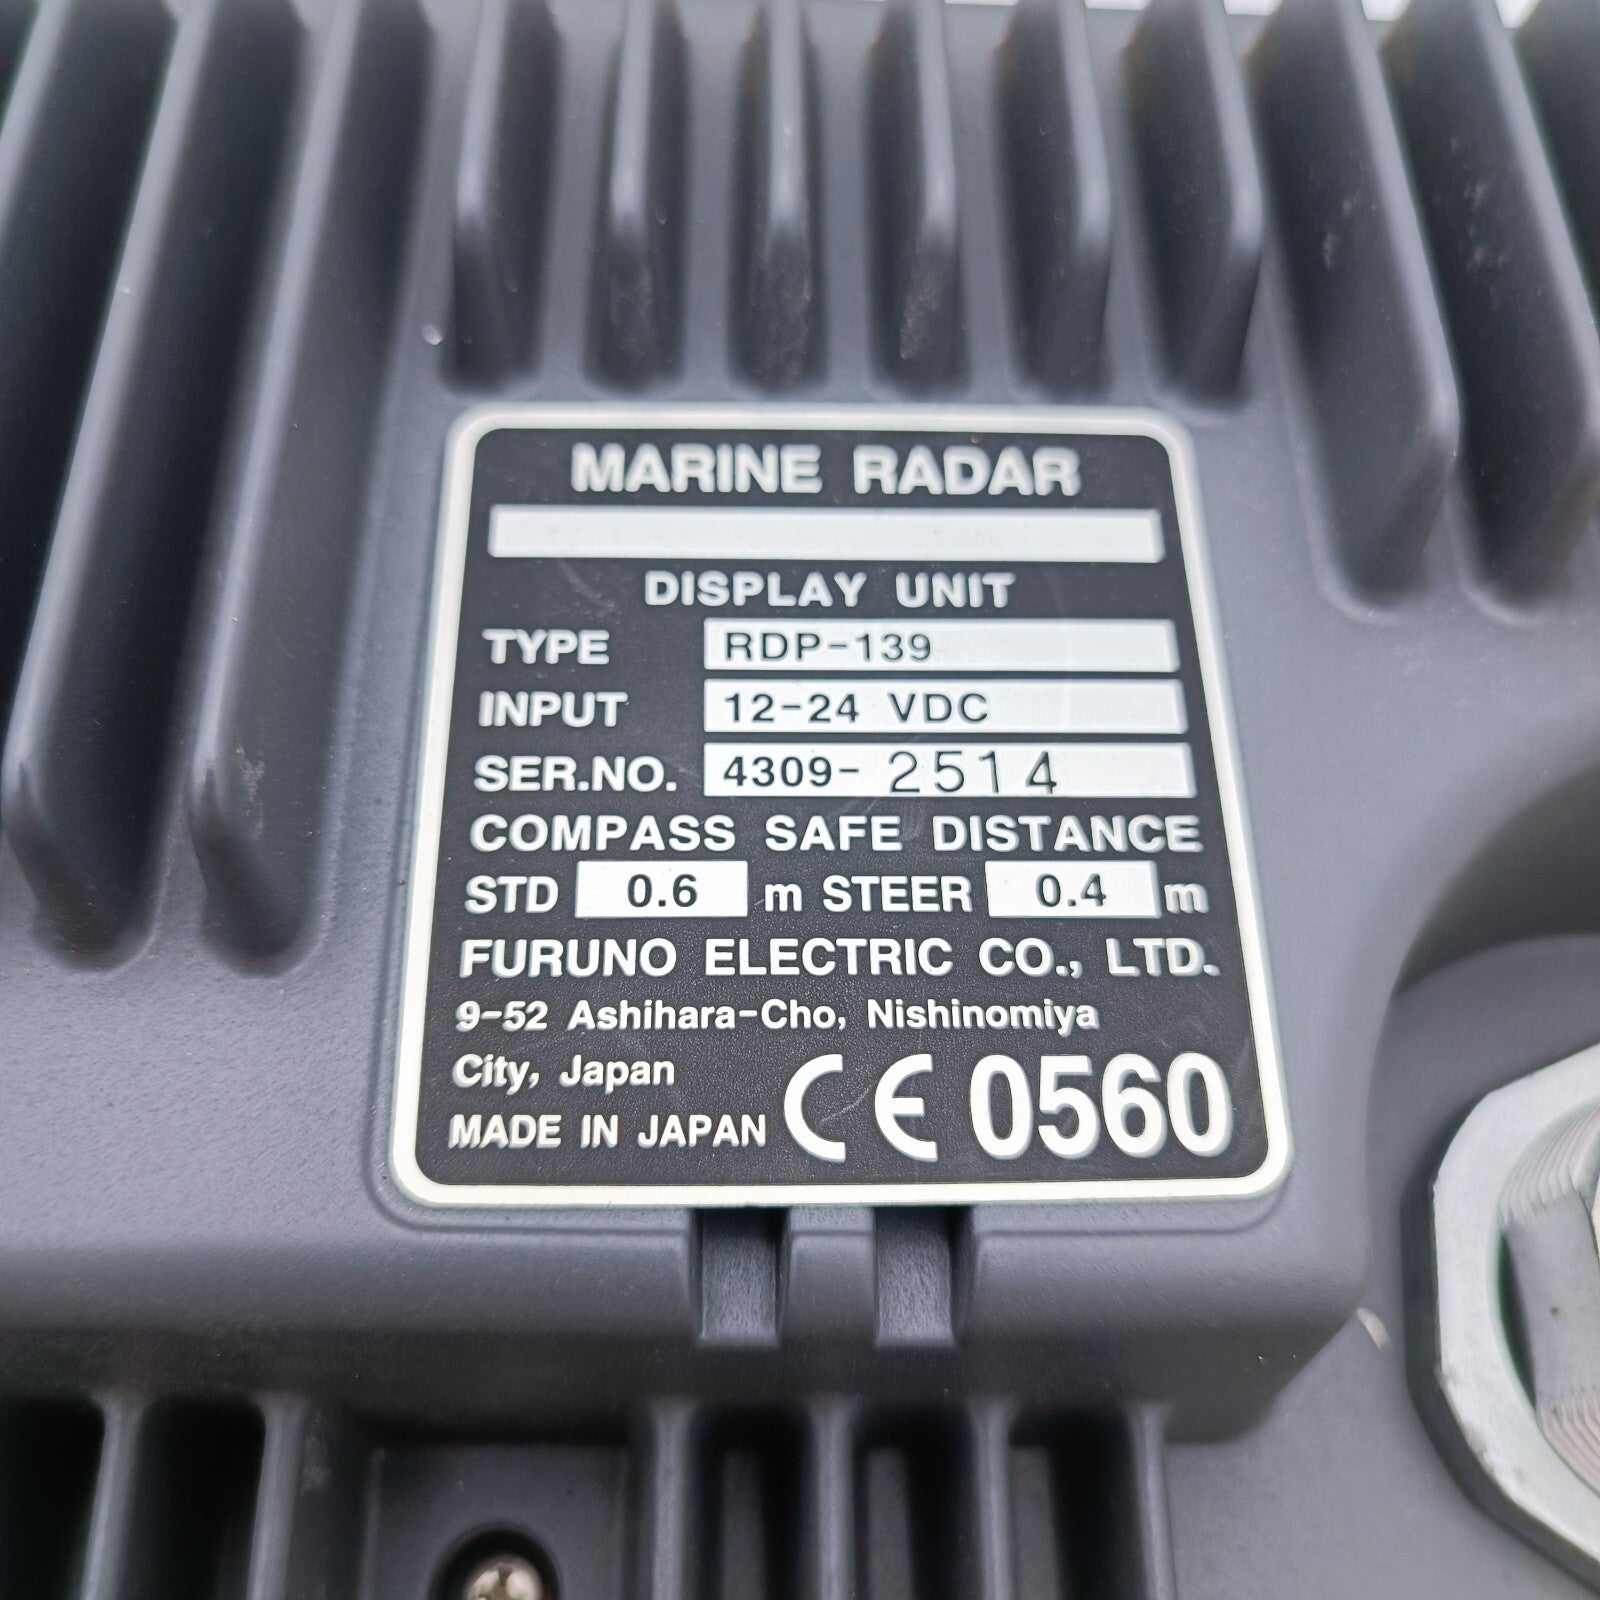 MARINE RADAR
DISPLAY UNIT
TYPE RDP-139
INPUT 12-24 VDC
SER.NO. 4309- 2514
COMPASS SAFE DISTANCE
STD 0.6 m STEER 0.4 m
FURUNO ELECTRIC CO., LTD.
9-52 Ashihara-Cho, Nishinomiya
City, Japan
MADE IN JAPAN CE 0560